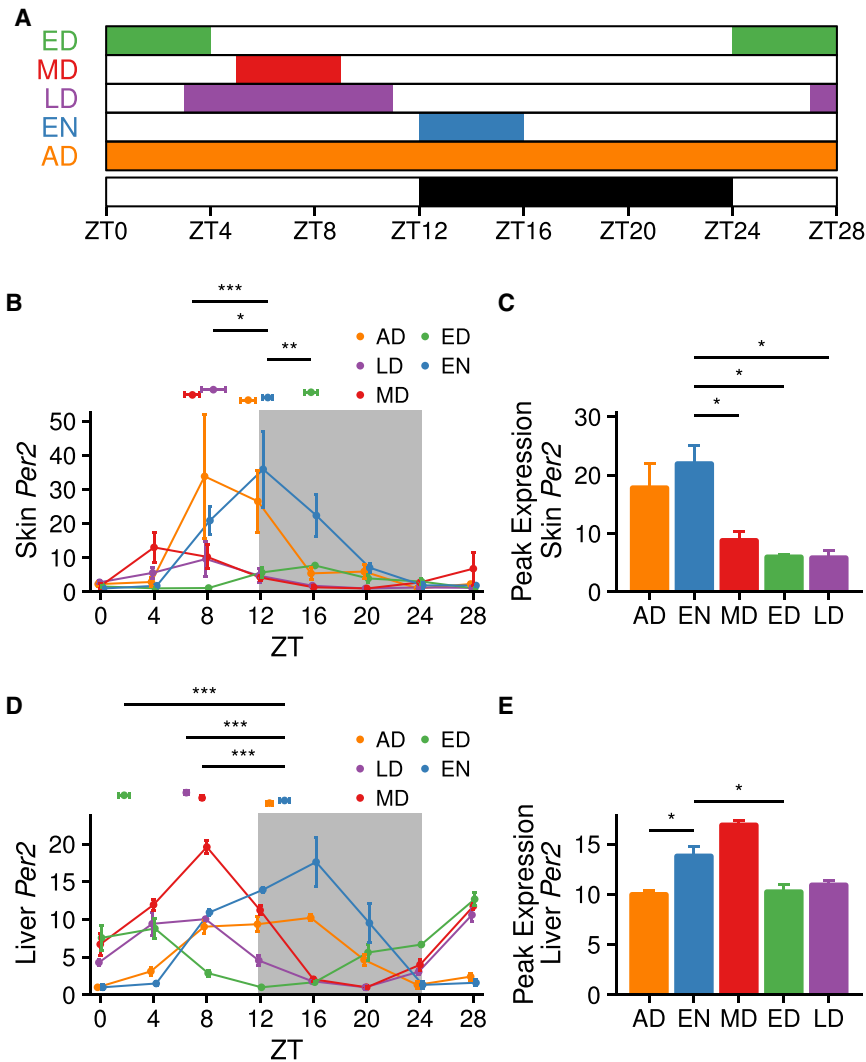 A
ED
MD
LD
EN
AD
ZT0 ZT4 ZT8 ZT12 ZT16 ZT20 ZT24 ZT28
B
***
*
**
AD ED
LD EN
MD
50
40
30
20
10
0
Skin Per2
0 4 8 12 16 20 24 28
ZT
C
*
*
*
30
20
10
0
Peak Expression
Skin Per2
AD EN MD ED LD
D
***
***
***
AD ED
LD EN
MD
20
15
10
5
0
Liver Per2
0 4 8 12 16 20 24 28
ZT
E
*
*
15
10
5
0
Peak Expression
Liver Per2
AD EN MD ED LD